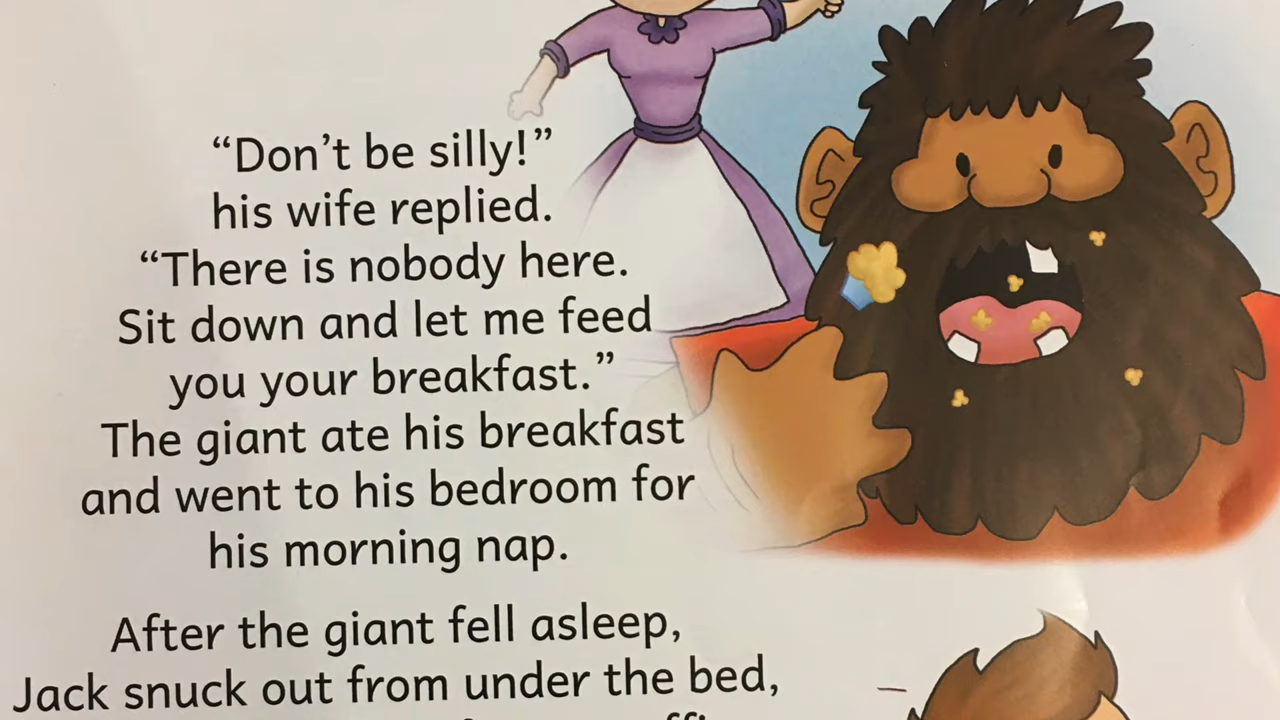 “Don’t be silly!”
his wife replied.
“There is nobody here.
Sit down and let me feed
you your breakfast.”
The giant ate his breakfast
and went to his bedroom for
his morning nap.
After the giant fell asleep,
Jack snuck out from under the bed,